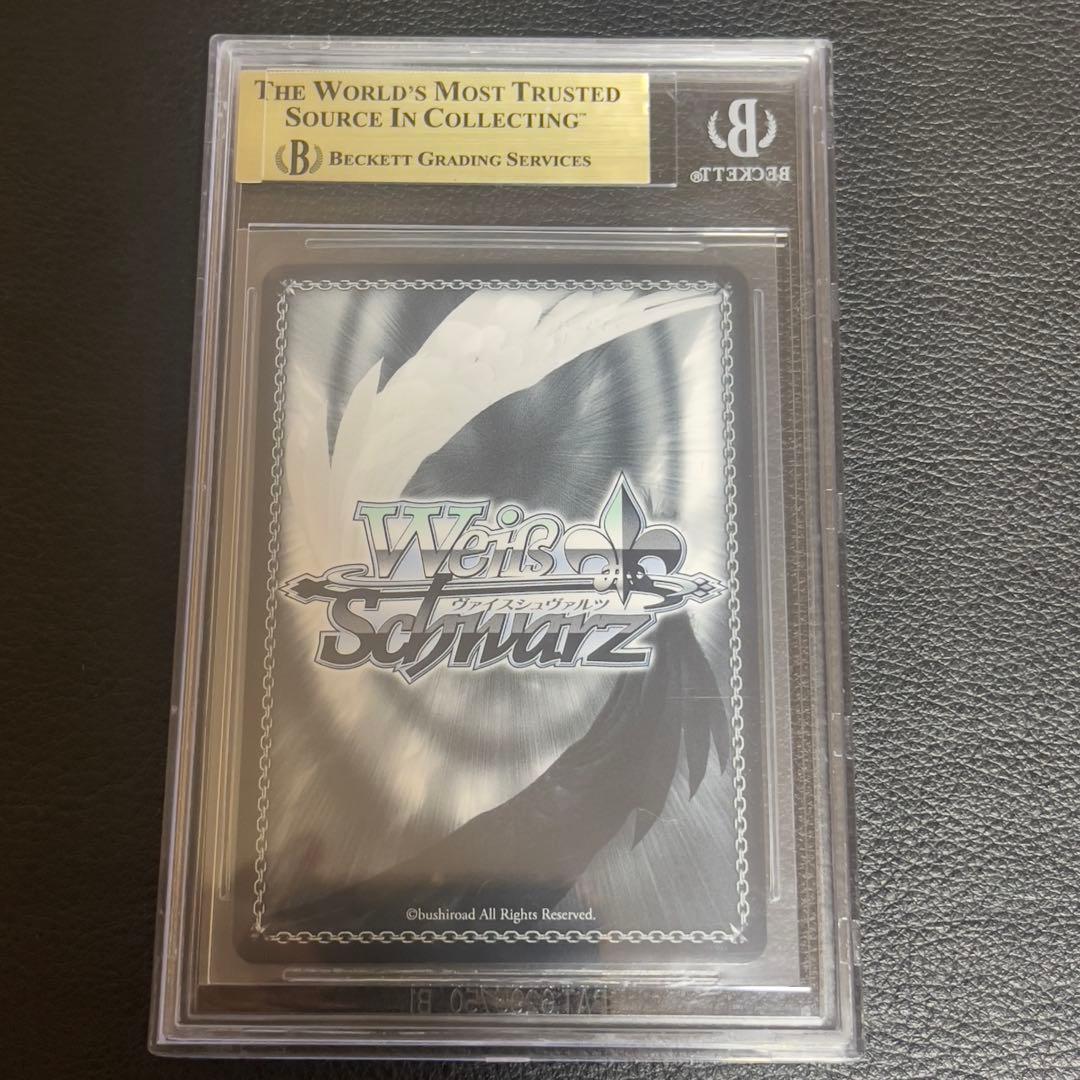 THE WORLD'S MOST TRUSTED
SOURCE IN COLLECTING™
B BECKETT GRADING SERVICES
B
BECKETT®
Weiß
ヴァイスシュヴァルツ
Schwarz
©bushiroad All Rights Reserved.